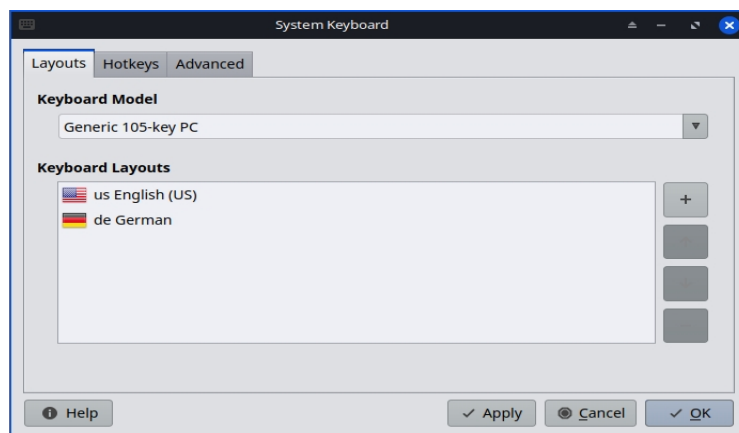 System Keyboard
Layouts Hotkeys Advanced
Keyboard Model
Generic 105-key PC
Keyboard Layouts
us English (US)
de German
Help Apply Cancel OK